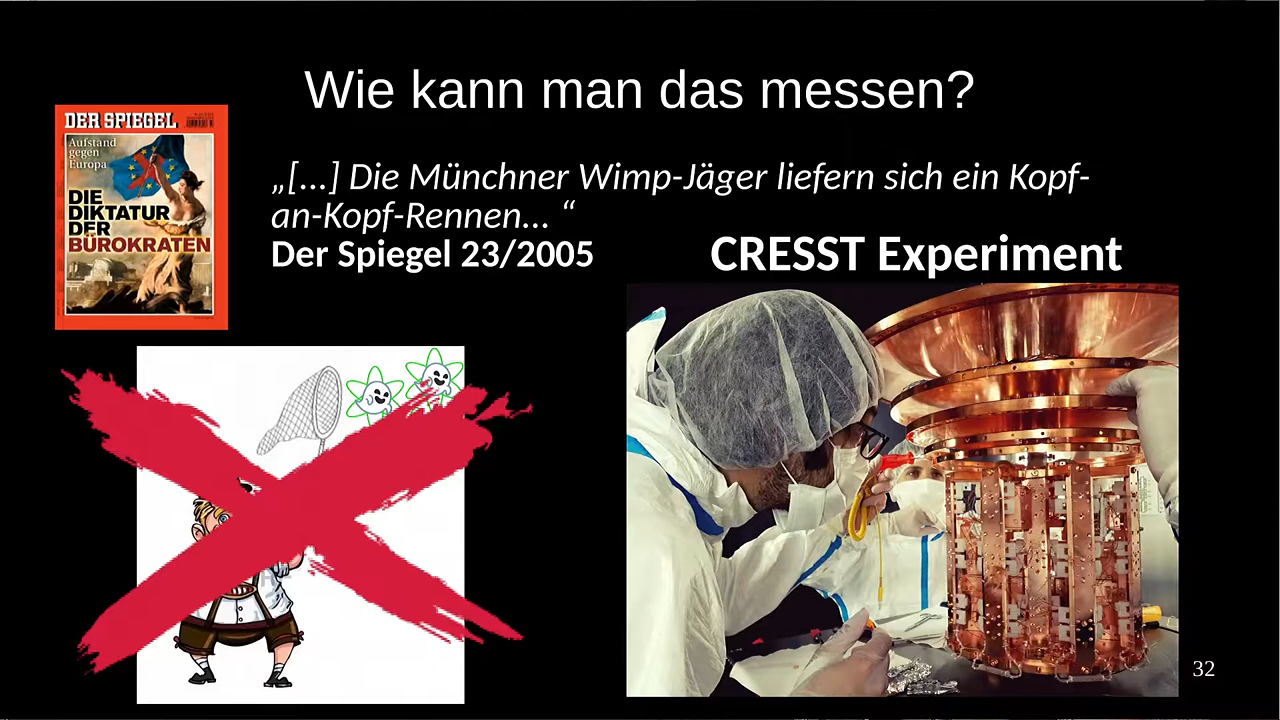 Wie kann man das messen?
DER SPIEGEL
Aufstand
gegen
Europa
DIE
DIKTATUR
DER
BÜROKRATEN
„[...] Die Münchner Wimp-Jäger liefern sich ein Kopf-
an-Kopf-Rennen... “
Der Spiegel 23/2005
CRESST Experiment
32